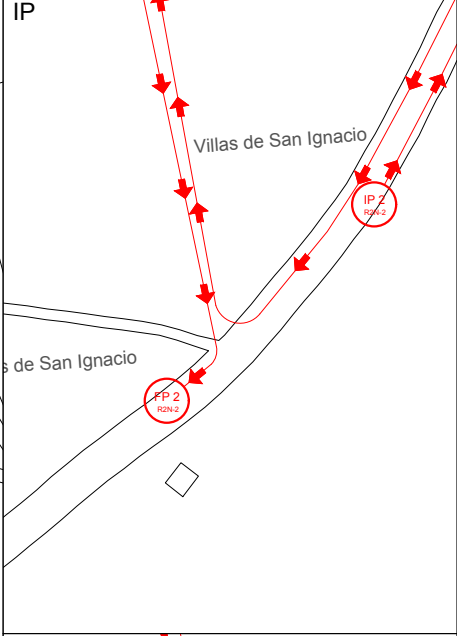 IP
Villas de San Ignacio
IP 2
R2N-2
s de San Ignacio
FP 2
R2N-2